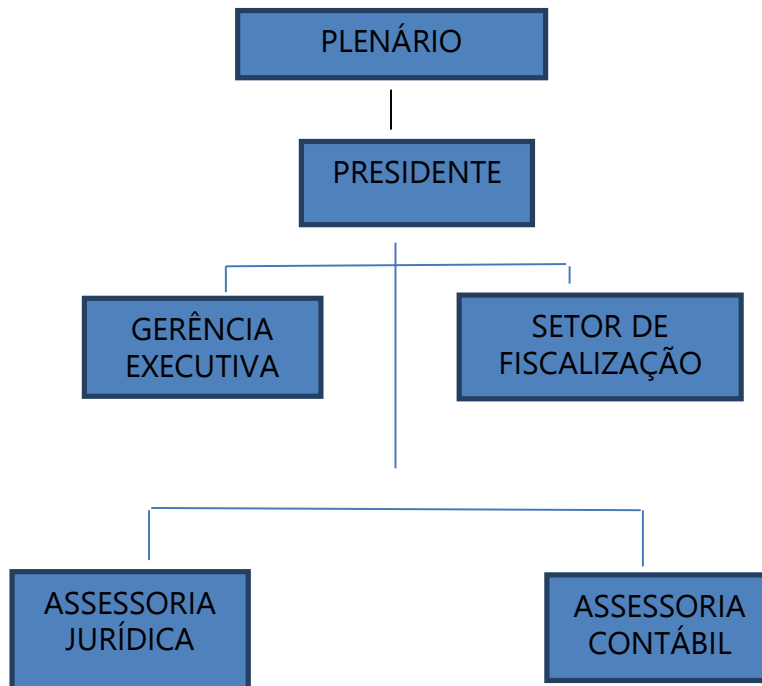 PLENÁRIO
PRESIDENTE
GERÊNCIA
EXECUTIVA
SETOR DE
FISCALIZAÇÃO
ASSESSORIA
JURÍDICA
ASSESSORIA
CONTÁBIL